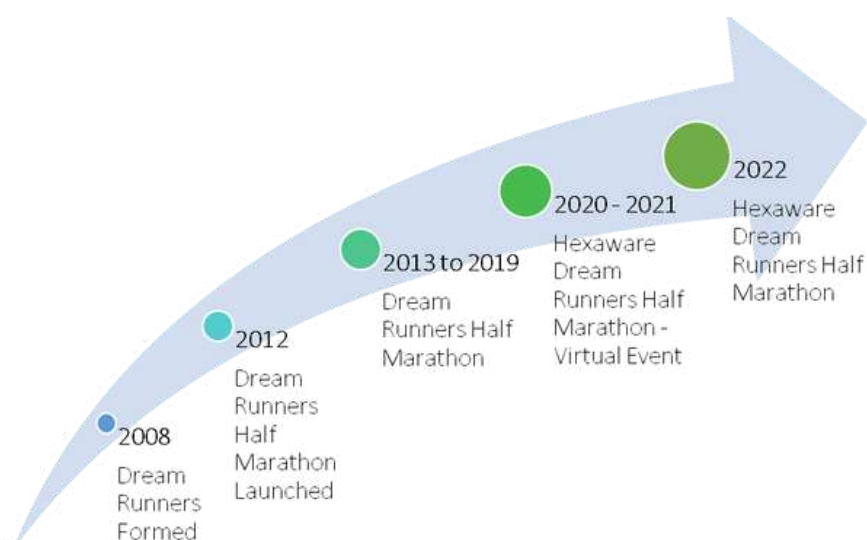 2008
Dream
Runners
Formed
2012
Dream
Runners
Half
Marathon
Launched
2013 to 2019
Dream
Runners Half
Marathon
2020 - 2021
Hexaware
Dream
Runners Half
Marathon -
Virtual Event
2022
Hexaware
Dream
Runners Half
Marathon